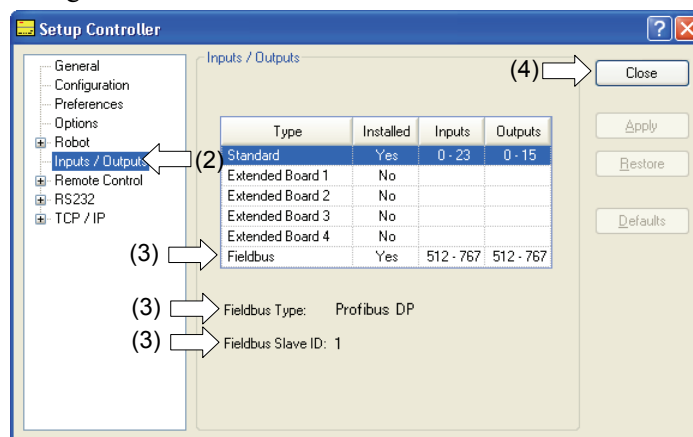 Setup Controller
General
Configuration
Preferences
Options
Robot
Inputs / Outputs
Remote Control
RS232
TCP / IP
(2)
Inputs / Outputs
Type Installed Inputs Outputs
Standard Yes 0 - 23 0 - 15
Extended Board 1 No
Extended Board 2 No
Extended Board 3 No
Extended Board 4 No
(3) Fieldbus Yes 512 - 767 512 - 767
(3) Fieldbus Type: Profibus DP
(3) Fieldbus Slave ID: 1
(4) Close
Apply
Restore
Defaults